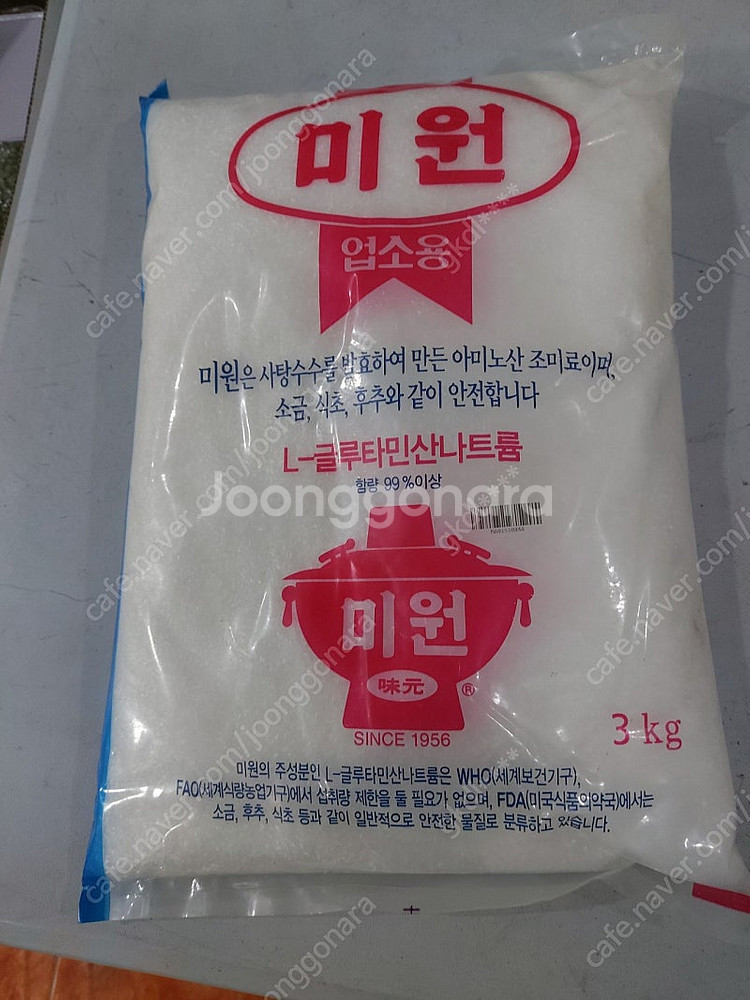 미원
업소용
미원은 사탕수수를 발효하여 만든 아미노산 조미료이며,
소금, 식초, 후추와 같이 안전합니다
L-글루타민산나트륨
함량 99%이상
Joonggonara
미원
味元 ®
SINCE 1956
3 kg
미원의 주성분인 L-글루타민산나트륨은 WHO(세계보건기구),
FAO(세계식량농업기구)에서 섭취량 제한을 둘 필요가 없으며, FDA(미국식품의약국)에서는
소금, 후추, 식초 등과 같이 일반적으로 안전한 물질로 분류하고 있습니다.
cafe.naver.com/joonggonara
gkdl****